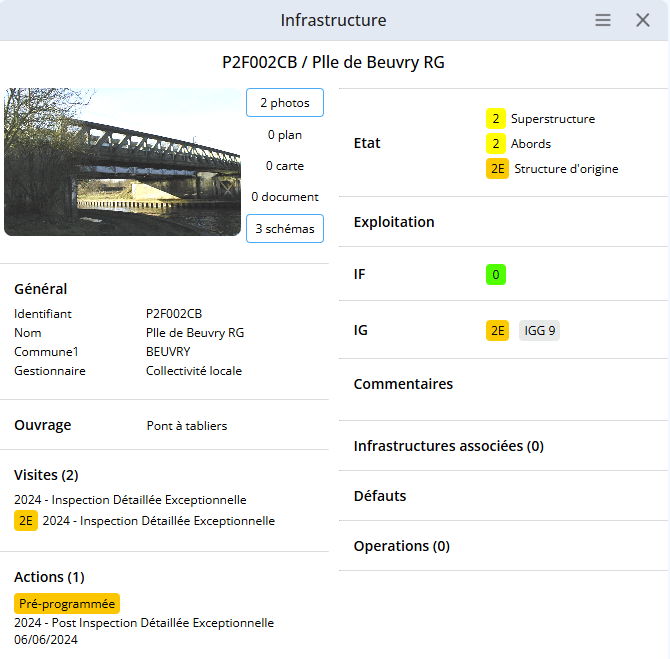 Infrastructure
P2F002CB / Plle de Beuvry RG
2 photos
0 plan
0 carte
0 document
3 schémas
Général
Identifiant P2F002CB
Nom Plle de Beuvry RG
Commune1 BEUVRY
Gestionnaire Collectivité locale
Ouvrage Pont à tabliers
Visites (2)
2024 - Inspection Détaillée Exceptionnelle
2E 2024 - Inspection Détaillée Exceptionnelle
Actions (1)
Pré-programmée
2024 - Post Inspection Détaillée Exceptionnelle
06/06/2024
Etat
2 Superstructure
2 Abords
2E Structure d'origine
Exploitation
IF 0
IG 2E IGG 9
Commentaires
Infrastructures associées (0)
Défauts
Operations (0)